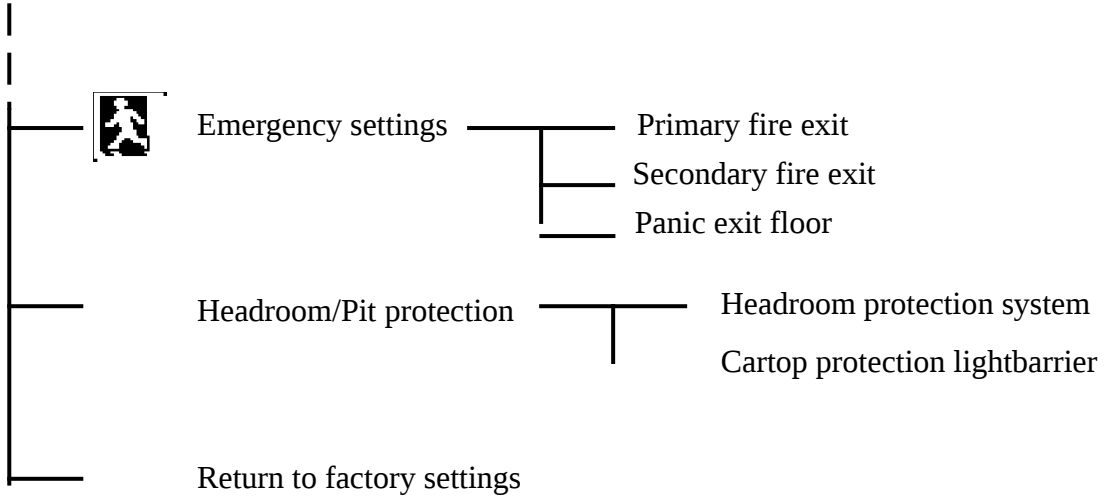 Emergency settings
Primary fire exit
Secondary fire exit
Panic exit floor
Headroom/Pit protection
Headroom protection system
Cartop protection lightbarrier
Return to factory settings